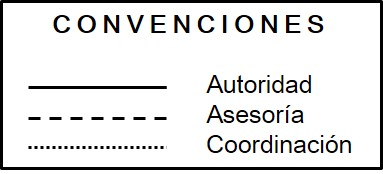 CONVENCIONES
Autoridad
Asesoría
Coordinación